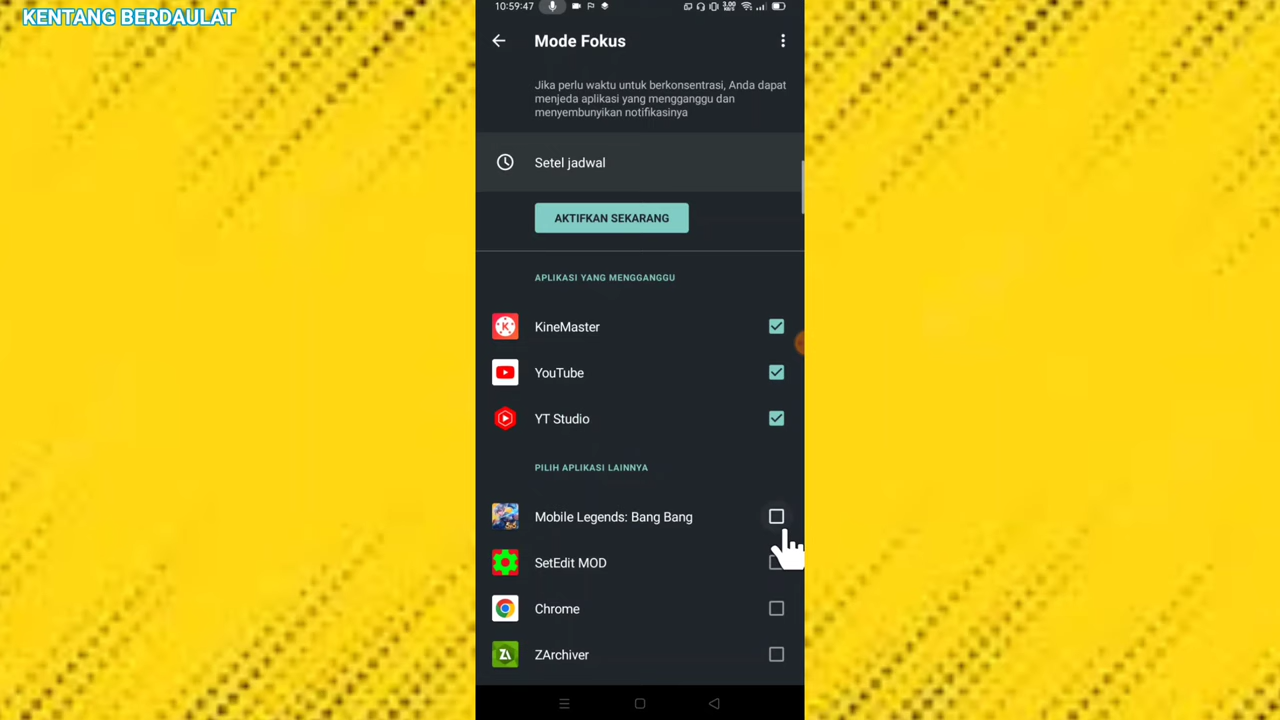 KENTANG BERDAULAT
10:59:47
Mode Fokus
Jika perlu waktu untuk berkonsentrasi, Anda dapat
menjeda aplikasi yang mengganggu dan
menyembunyikan notifikasinya
Setel jadwal
AKTIFKAN SEKARANG
APLIKASI YANG MENGGANGGU
KineMaster
YouTube
YT Studio
PILIH APLIKASI LAINNYA
Mobile Legends: Bang Bang
SetEdit MOD
Chrome
ZArchiver